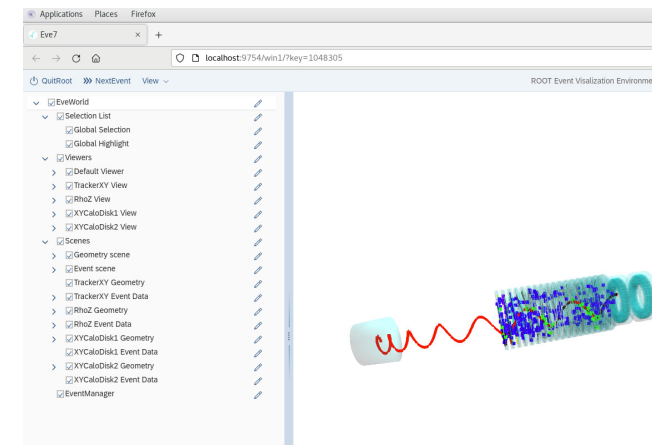 Applications Places Firefox
Eve7
localhost:9754/win1/?key=1048305
QuitRoot NextEvent View
ROOT Event Visalization Environme
EveWorld
Selection List
Global Selection
Global Highlight
Viewers
Default Viewer
TrackerXY View
RhoZ View
XYCaloDisk1 View
XYCaloDisk2 View
Scenes
Geometry scene
Event scene
TrackerXY Geometry
TrackerXY Event Data
RhoZ Geometry
RhoZ Event Data
XYCaloDisk1 Geometry
XYCaloDisk1 Event Data
XYCaloDisk2 Geometry
XYCaloDisk2 Event Data
EventManager